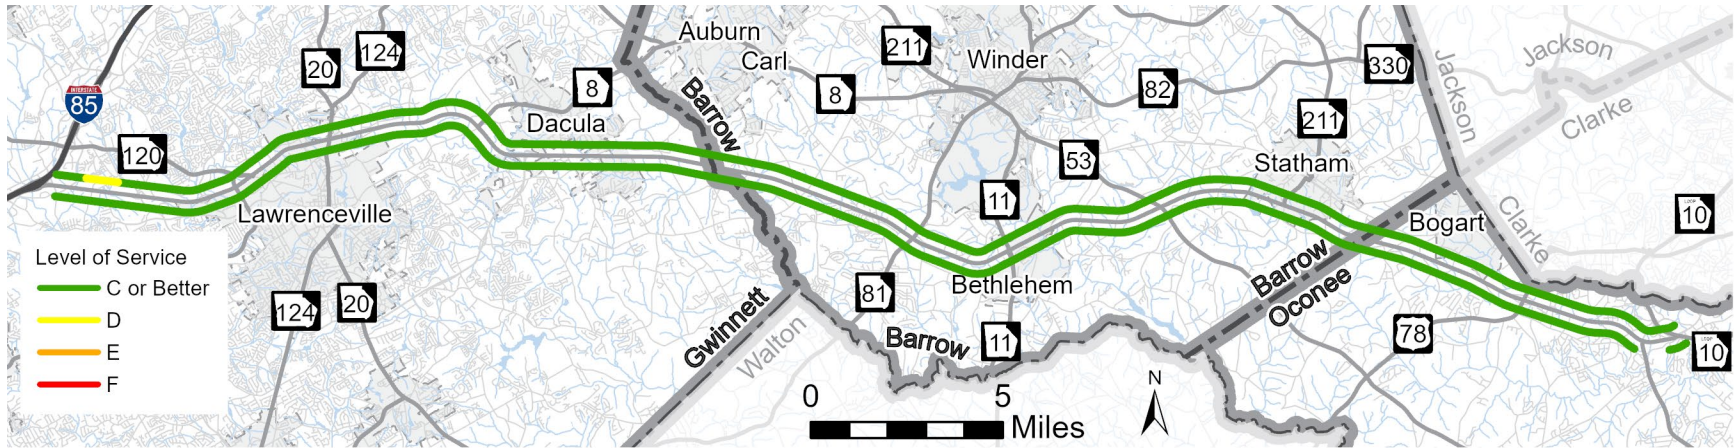 Auburn
Carl
Winder
Jackson
Jackson
Clarke
Clarke
INTERSTATE
85
20
124
8
8
211
82
330
211
120
Dacula
Barrow
53
Statham
11
Lawrenceville
Bogart
LOOP
10
Level of Service
C or Better
D
E
F
124
20
Gwinnett
Walton
81
Bethlehem
Barrow
11
Barrow
Oconee
78
LOOP
10
0 5
Miles
N